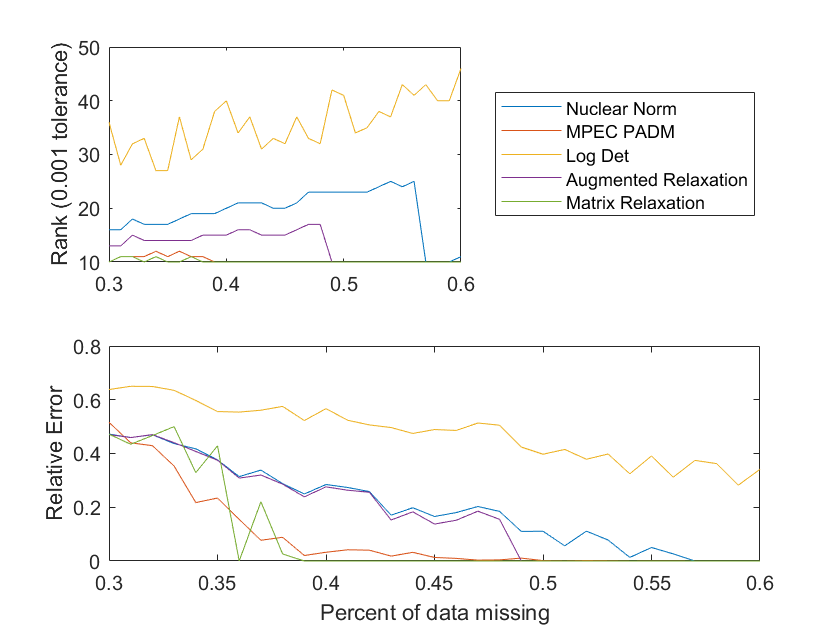 50
40
30
20
10
Rank (0.001 tolerance)
0.3
0.4
0.5
0.6
Nuclear Norm
MPEC PADM
Log Det
Augmented Relaxation
Matrix Relaxation
0.8
0.6
0.4
0.2
0
Relative Error
0.3
0.35
0.4
0.45
0.5
0.55
0.6
Percent of data missing